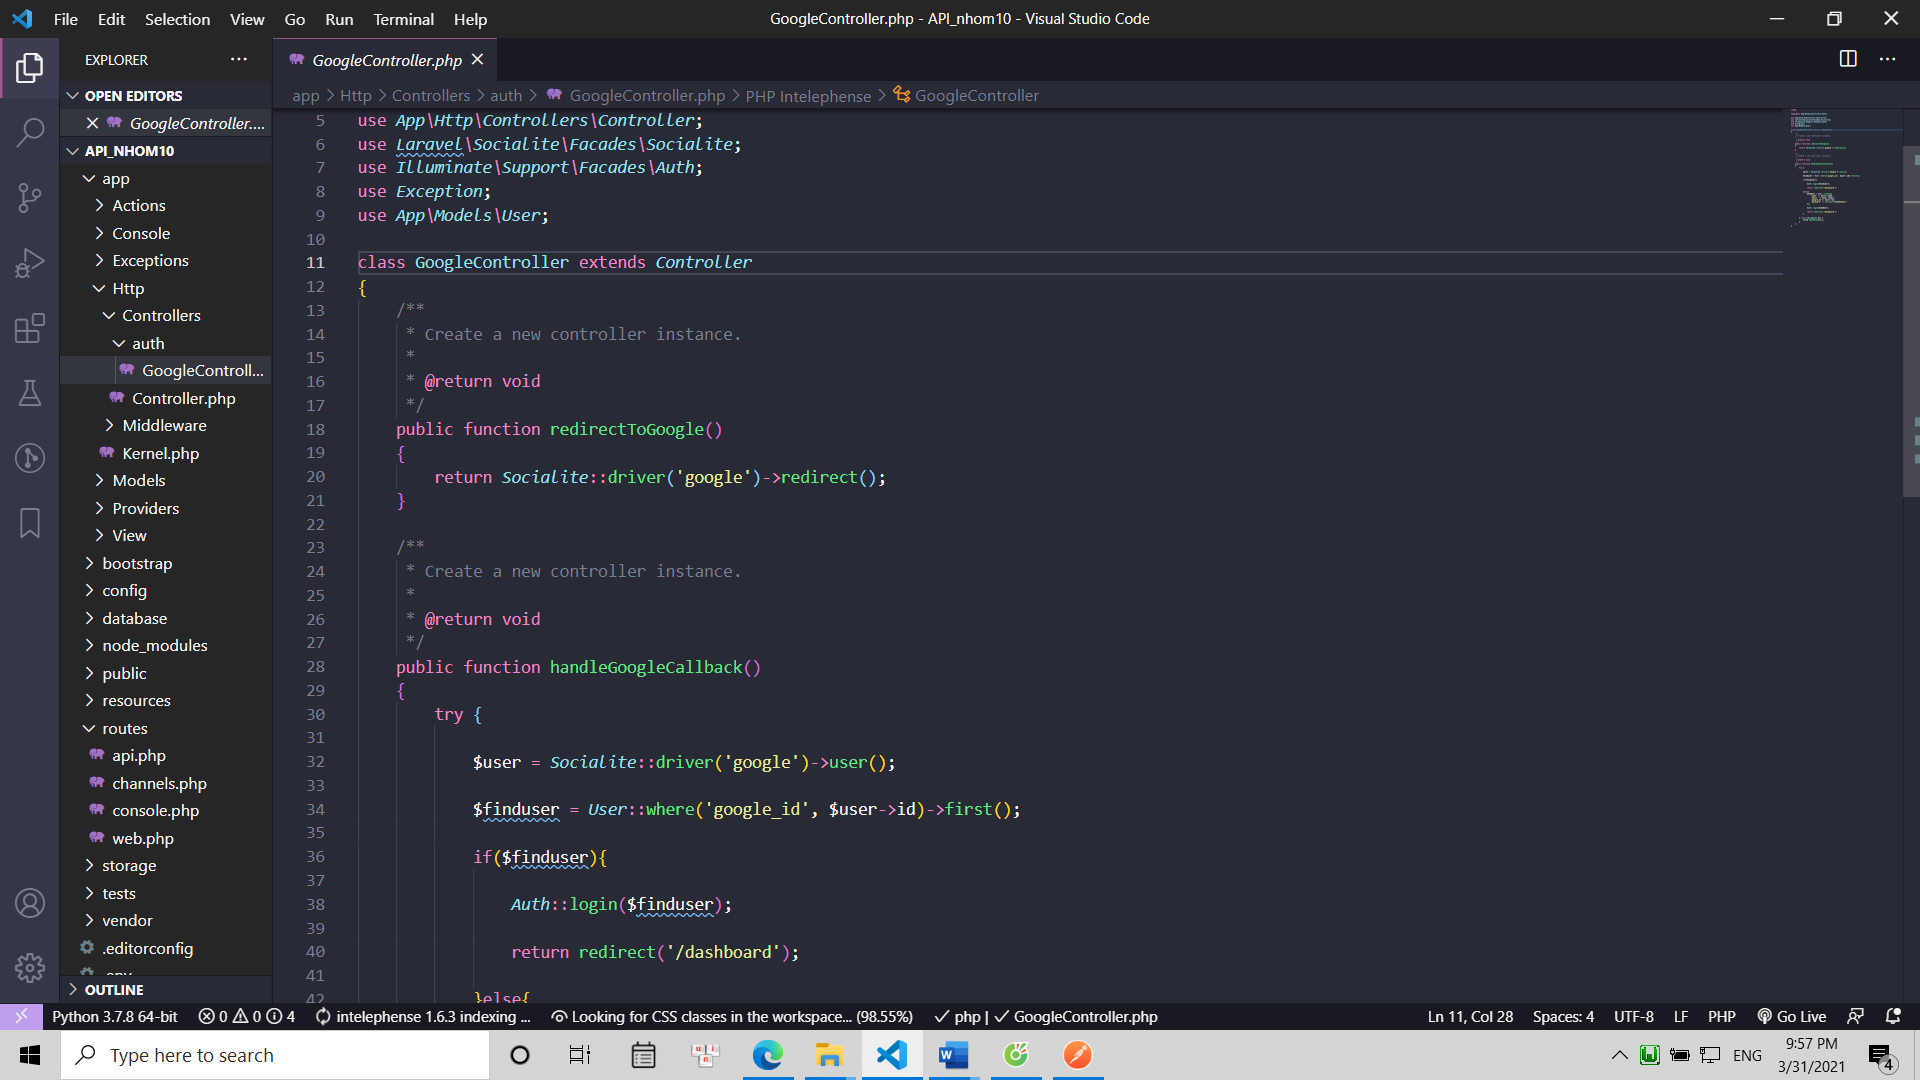 File Edit Selection View Go Run Terminal Help
GoogleController.php - API_nhom10 - Visual Studio Code
EXPLORER
OPEN EDITORS
GoogleController....
API_NHOM10
app
Actions
Console
Exceptions
Http
Controllers
auth
GoogleControll...
Controller.php
Middleware
Kernel.php
Models
Providers
View
bootstrap
config
database
node_modules
public
resources
routes
api.php
channels.php
console.php
web.php
storage
tests
vendor
.editorconfig
OUTLINE
GoogleController.php
app > Http > Controllers > auth > GoogleController.php > PHP Intelephense > GoogleController
5 use App\Http\Controllers\Controller;
6 use Laravel\Socialite\Facades\Socialite;
7 use Illuminate\Support\Facades\Auth;
8 use Exception;
9 use App\Models\User;
10
11 class GoogleController extends Controller
12 {
13 /**
14 * Create a new controller instance.
15 *
16 * @return void
17 */
18 public function redirectToGoogle()
19 {
20 return Socialite::driver('google')->redirect();
21 }
22
23 /**
24 * Create a new controller instance.
25 *
26 * @return void
27 */
28 public function handleGoogleCallback()
29 {
30 try {
31
32 $user = Socialite::driver('google')->user();
33
34 $finduser = User::where('google_id', $user->id)->first();
35
36 if($finduser){
37
38 Auth::login($finduser);
39
40 return redirect('/dashboard');
41
42 }else{
Python 3.7.8 64-bit 0 0 4 intelephense 1.6.3 indexing ... Looking for CSS classes in the workspace... (98.55%) php | GoogleController.php
Ln 11, Col 28 Spaces: 4 UTF-8 LF PHP Go Live
Type here to search
ENG
9:57 PM
3/31/2021
4